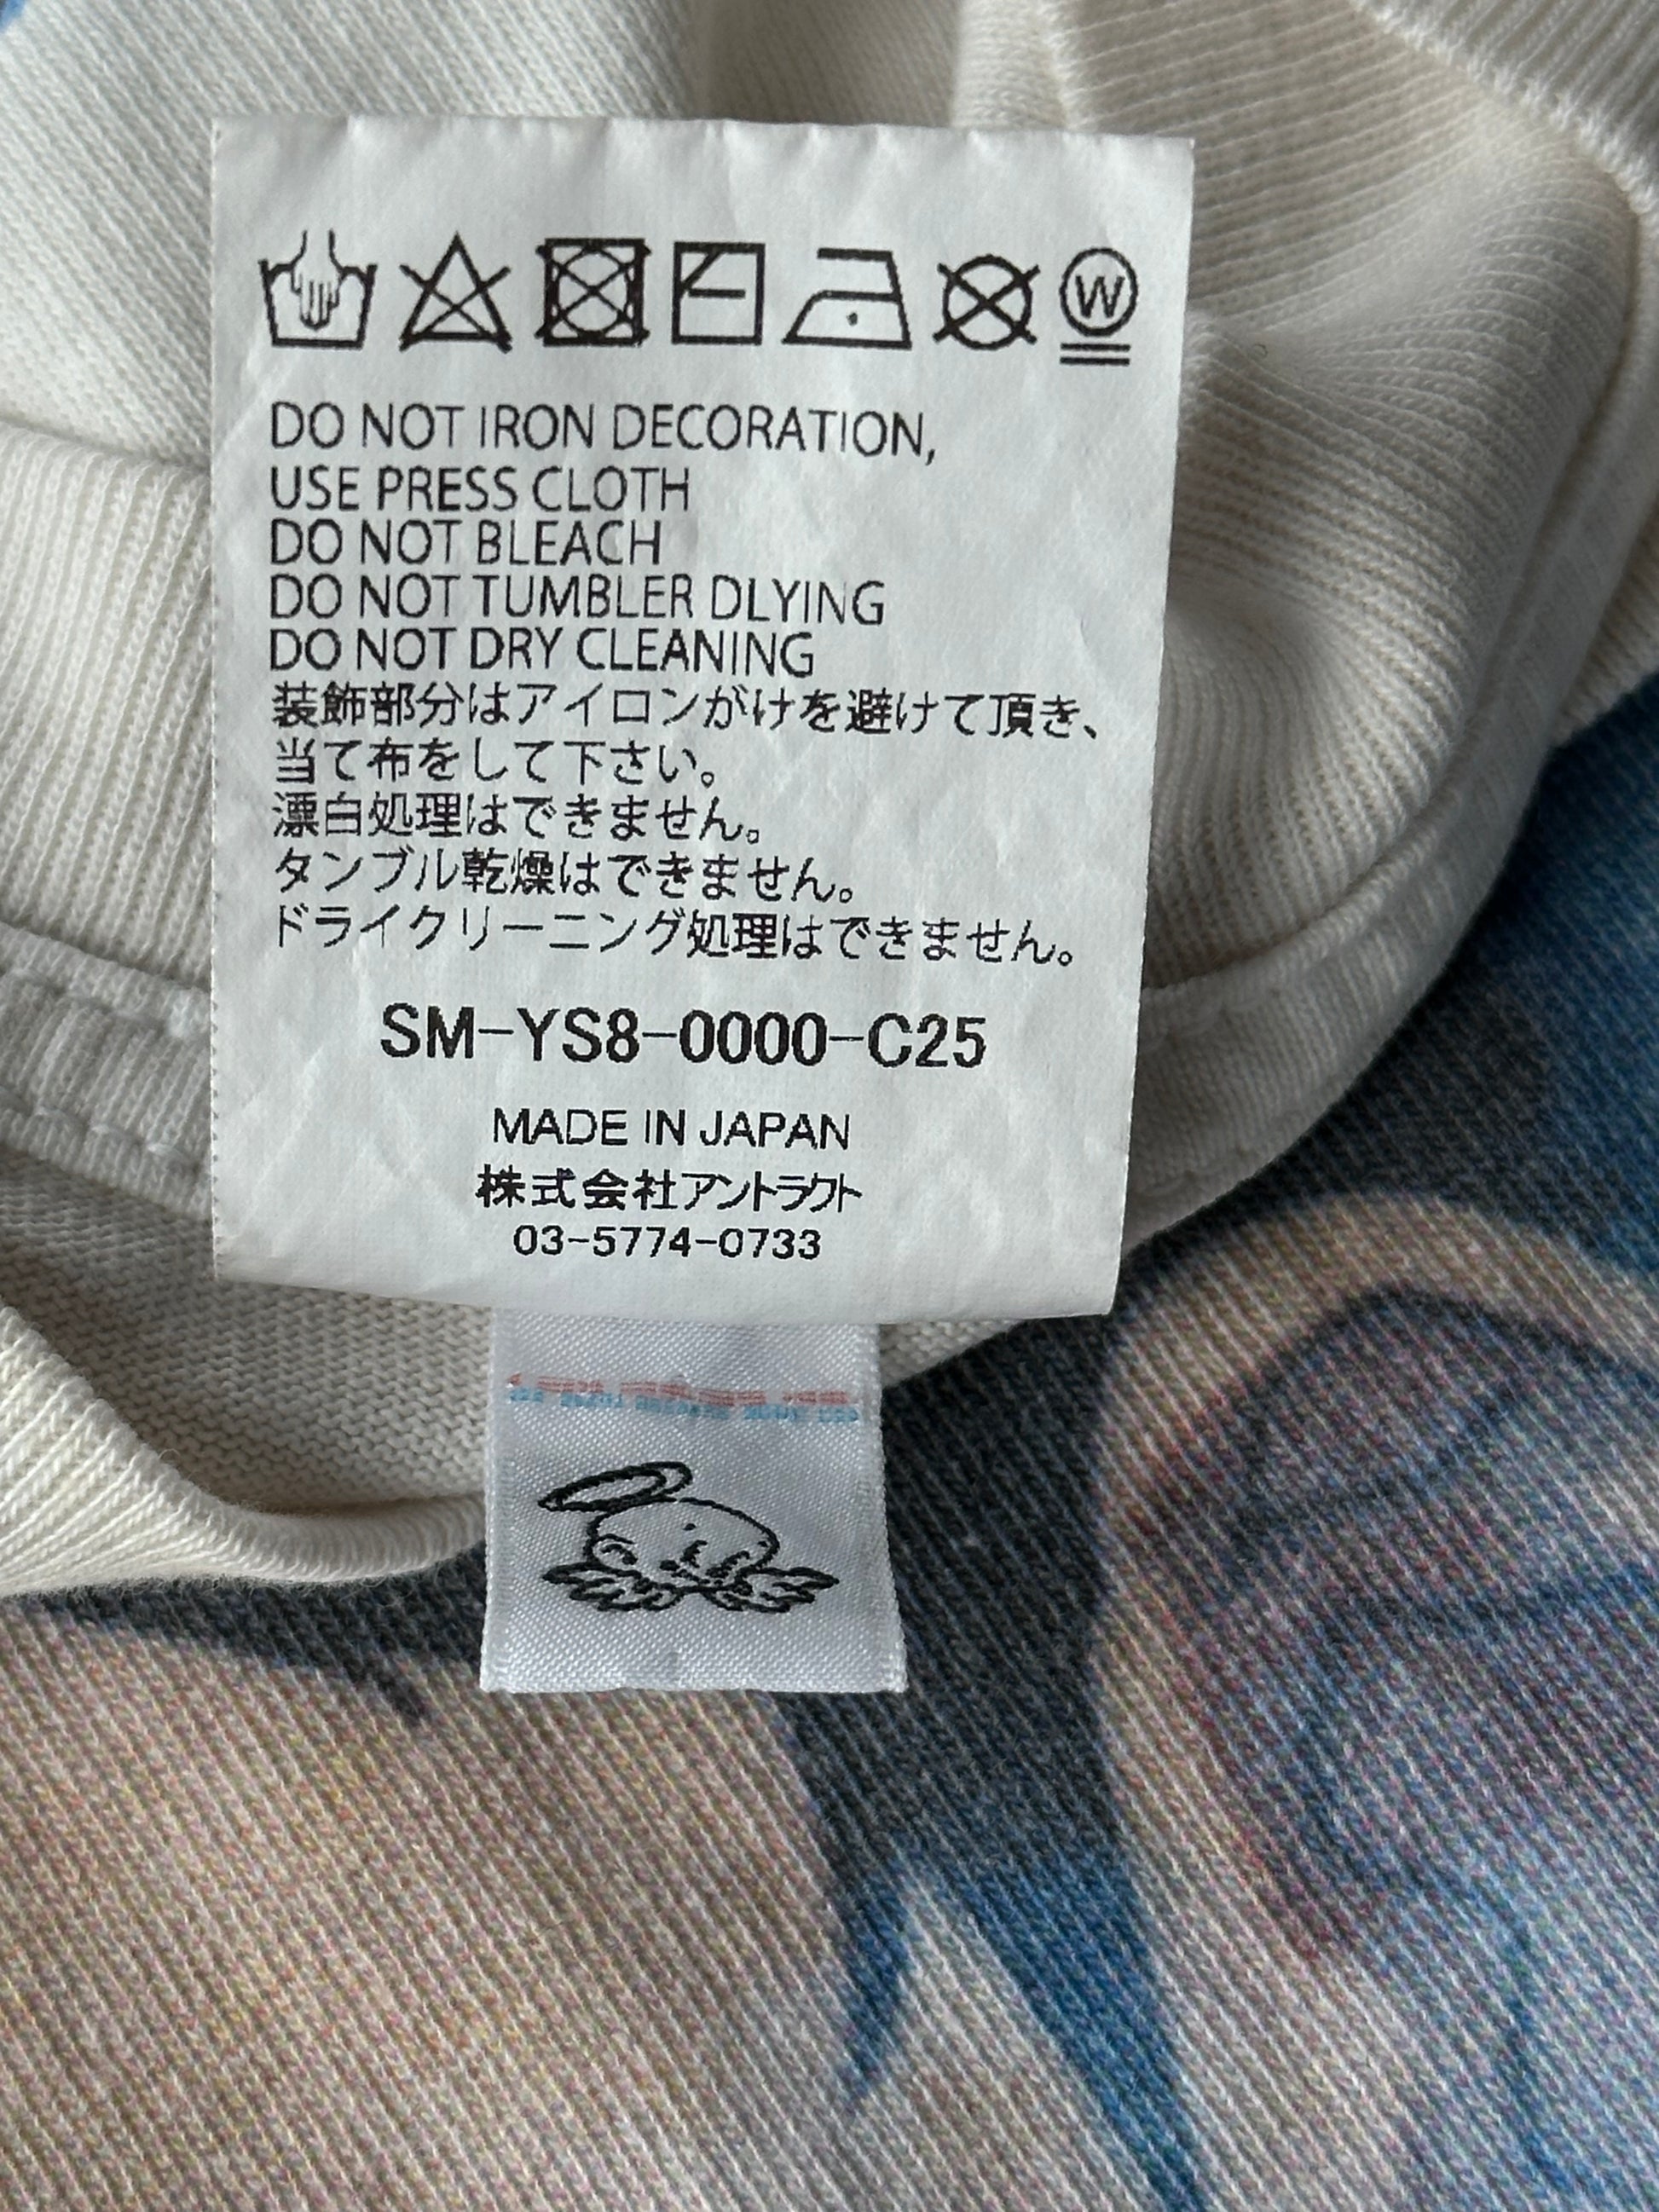 W
DO NOT IRON DECORATION,
USE PRESS CLOTH
DO NOT BLEACH
DO NOT TUMBLER DLYING
DO NOT DRY CLEANING
装飾部分はアイロンがけを避けて頂き、
当て布をして下さい。
漂白処理はできません。
タンブル乾燥はできません。
ドライクリーニング処理はできません。
SM-YS8-0000-C25
MADE IN JAPAN
株式会社アントラクト
03-5774-0733